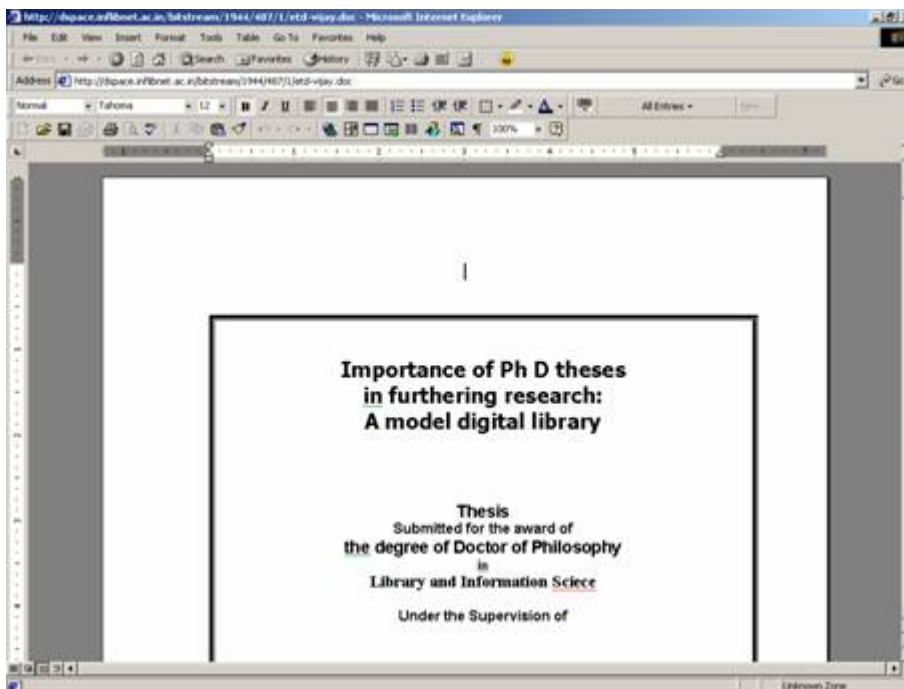 http://dspace.inflibnet.ac.in/bitstream/1944/487/1/etd-vijay.doc - Microsoft Internet Explorer
File Edit View Insert Format Tools Table Go To Favorites Help
Search Favorites History
Address http://dspace.inflibnet.ac.in/bitstream/1944/487/1/etd-vijay.doc Go
Normal Tahoma 12 B I U All Entries
100%
Importance of Ph D theses
in furthering research:
A model digital library
Thesis
Submitted for the award of
the degree of Doctor of Philosophy
in
Library and Information Sciece
Under the Supervision of
Unknown Zone